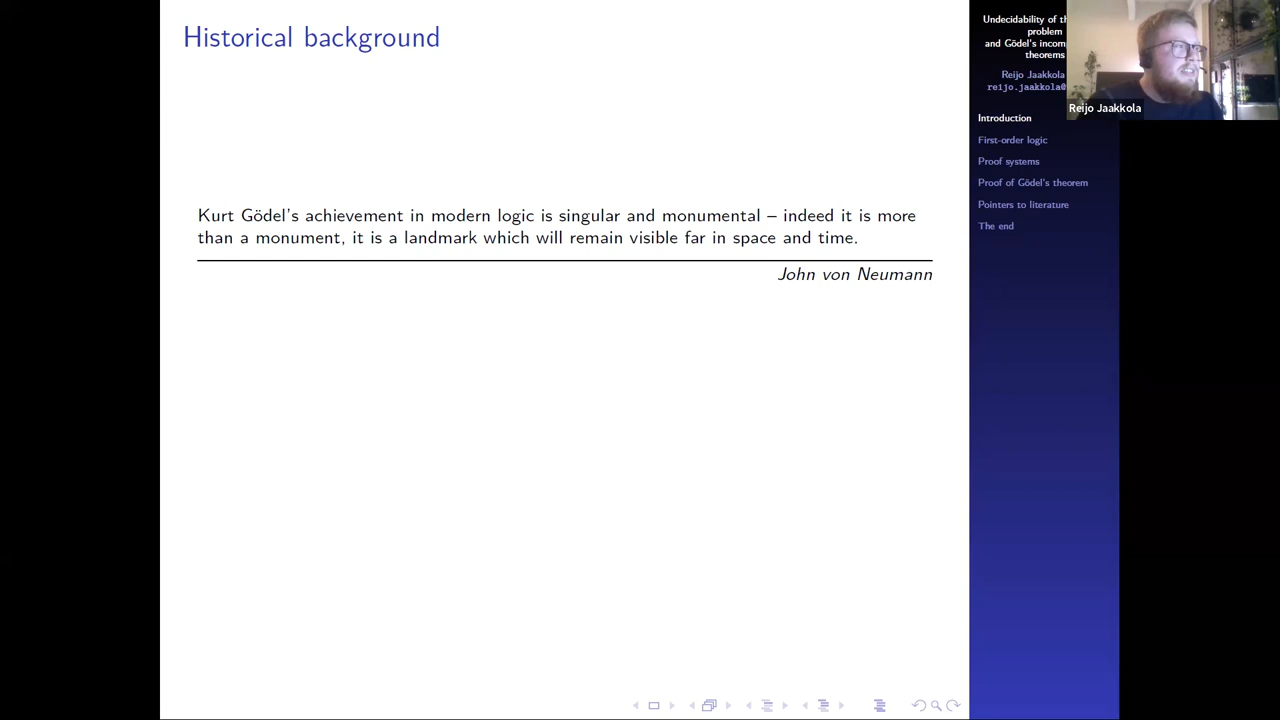 Historical background
Kurt Gödel's achievement in modern logic is singular and monumental – indeed it is more
than a monument, it is a landmark which will remain visible far in space and time.
John von Neumann
Undecidability of th
problem
and Gödel's incom
theorems
Reijo Jaakkola
reijo.jaakkola@
Introduction
First-order logic
Proof systems
Proof of Gödel's theorem
Pointers to literature
The end
Reijo Jaakkola